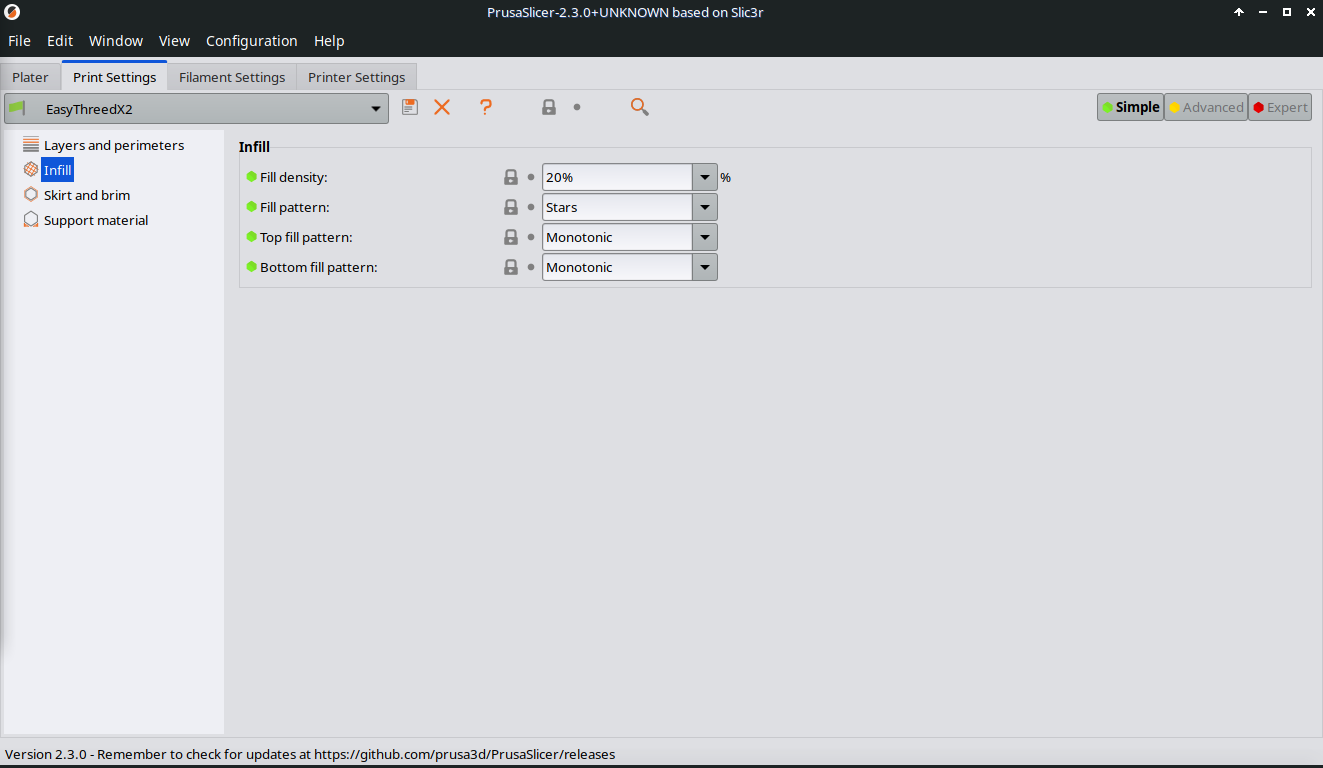 PrusaSlicer-2.3.0+UNKNOWN based on Slic3r
File Edit Window View Configuration Help
Plater Print Settings Filament Settings Printer Settings
EasyThreedX2 ? Simple Advanced Expert
Layers and perimeters
Infill
Skirt and brim
Support material
Infill
Fill density: 20% %
Fill pattern: Stars
Top fill pattern: Monotonic
Bottom fill pattern: Monotonic
Version 2.3.0 - Remember to check for updates at https://github.com/prusa3d/PrusaSlicer/releases